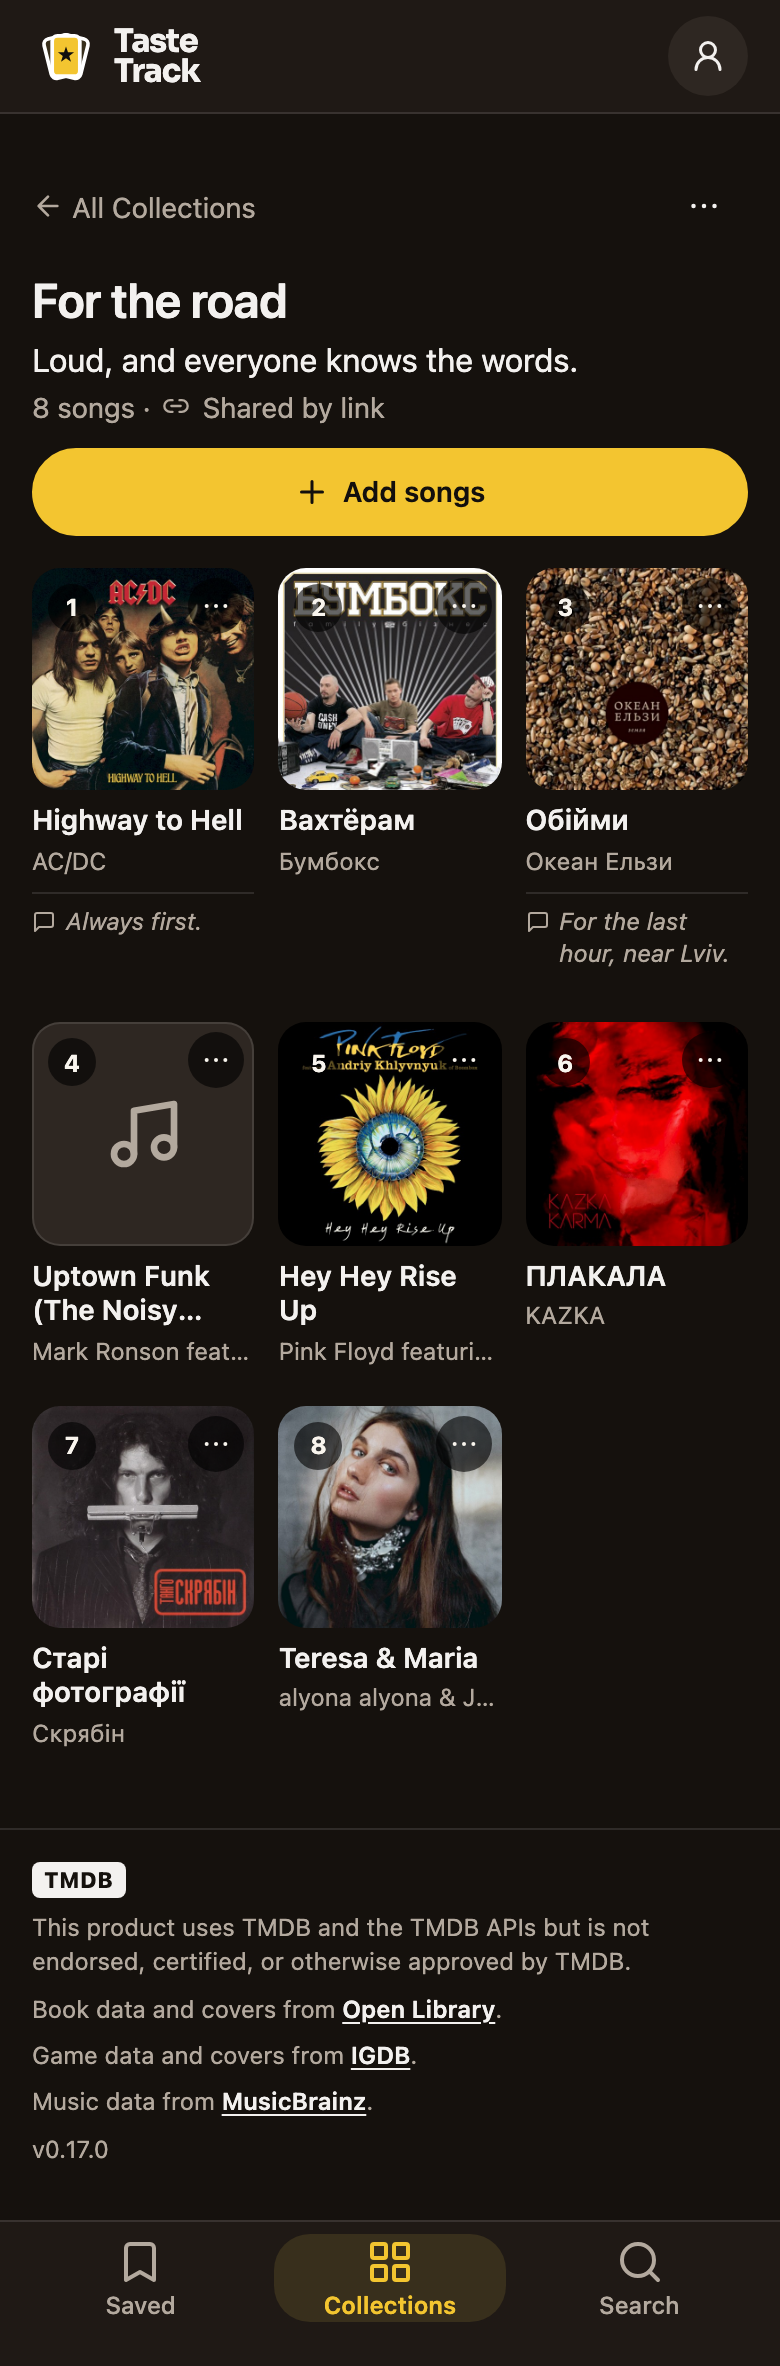 Taste
Track
All Collections
For the road
Loud, and everyone knows the words.
8 songs · Shared by link
Add songs
1
AC/DC
HIGHWAY TO HELL
2
БУМБОКС
3
ОКЕАН
ЕЛЬЗИ
Highway to Hell
AC/DC
Always first.
Вахтёрам
Бумбокс
Обійми
Океан Ельзи
For the last
hour, near Lviv.
4
5
PINK FLOYD
Andriy Khlyvnyuk
Hey Hey Rise Up
6
KAZKA
KARMA
Uptown Funk
(The Noisy...
Mark Ronson feat...
Hey Hey Rise
Up
Pink Floyd featuri...
ПЛАКАЛА
KAZKA
7
ТАНГО
СКРЯБІН
8
Старі
фотографії
Скрябін
Teresa & Maria
alyona alyona & J...
TMDB
This product uses TMDB and the TMDB APIs but is not
endorsed, certified, or otherwise approved by TMDB.
Book data and covers from Open Library.
Game data and covers from IGDB.
Music data from MusicBrainz.
v0.17.0
Saved
Collections
Search